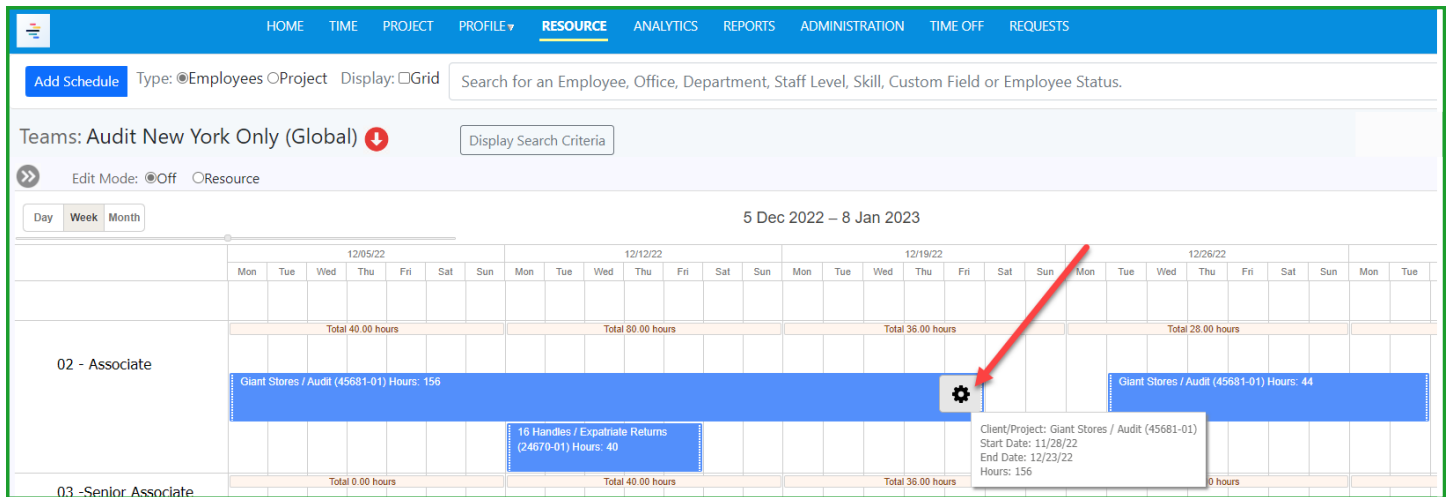 HOME TIME PROJECT PROFILE RESOURCE ANALYTICS REPORTS ADMINISTRATION TIME OFF REQUESTS
Add Schedule Type: Employees Project Display: Grid Search for an Employee, Office, Department, Staff Level, Skill, Custom Field or Employee Status.
Teams: Audit New York Only (Global) Display Search Criteria
Edit Mode: Off Resource
Day Week Month 5 Dec 2022 – 8 Jan 2023
12/05/22 12/12/22 12/19/22 12/26/22
Mon Tue Wed Thu Fri Sat Sun Mon Tue Wed Thu Fri Sat Sun Mon Tue Wed Thu Fri Sat Sun Mon Tue Wed Thu Fri Sat Sun Mon Tue
Total 40.00 hours Total 80.00 hours Total 36.00 hours Total 28.00 hours
02 - Associate
Giant Stores / Audit (45681-01) Hours: 156 Giant Stores / Audit (45681-01) Hours: 44
16 Handles / Expatriate Returns
(24670-01) Hours: 40
Client/Project: Giant Stores / Audit (45681-01)
Start Date: 11/28/22
End Date: 12/23/22
Hours: 156
03 -Senior Associate Total 0.00 hours Total 40.00 hours Total 36.00 hours hours